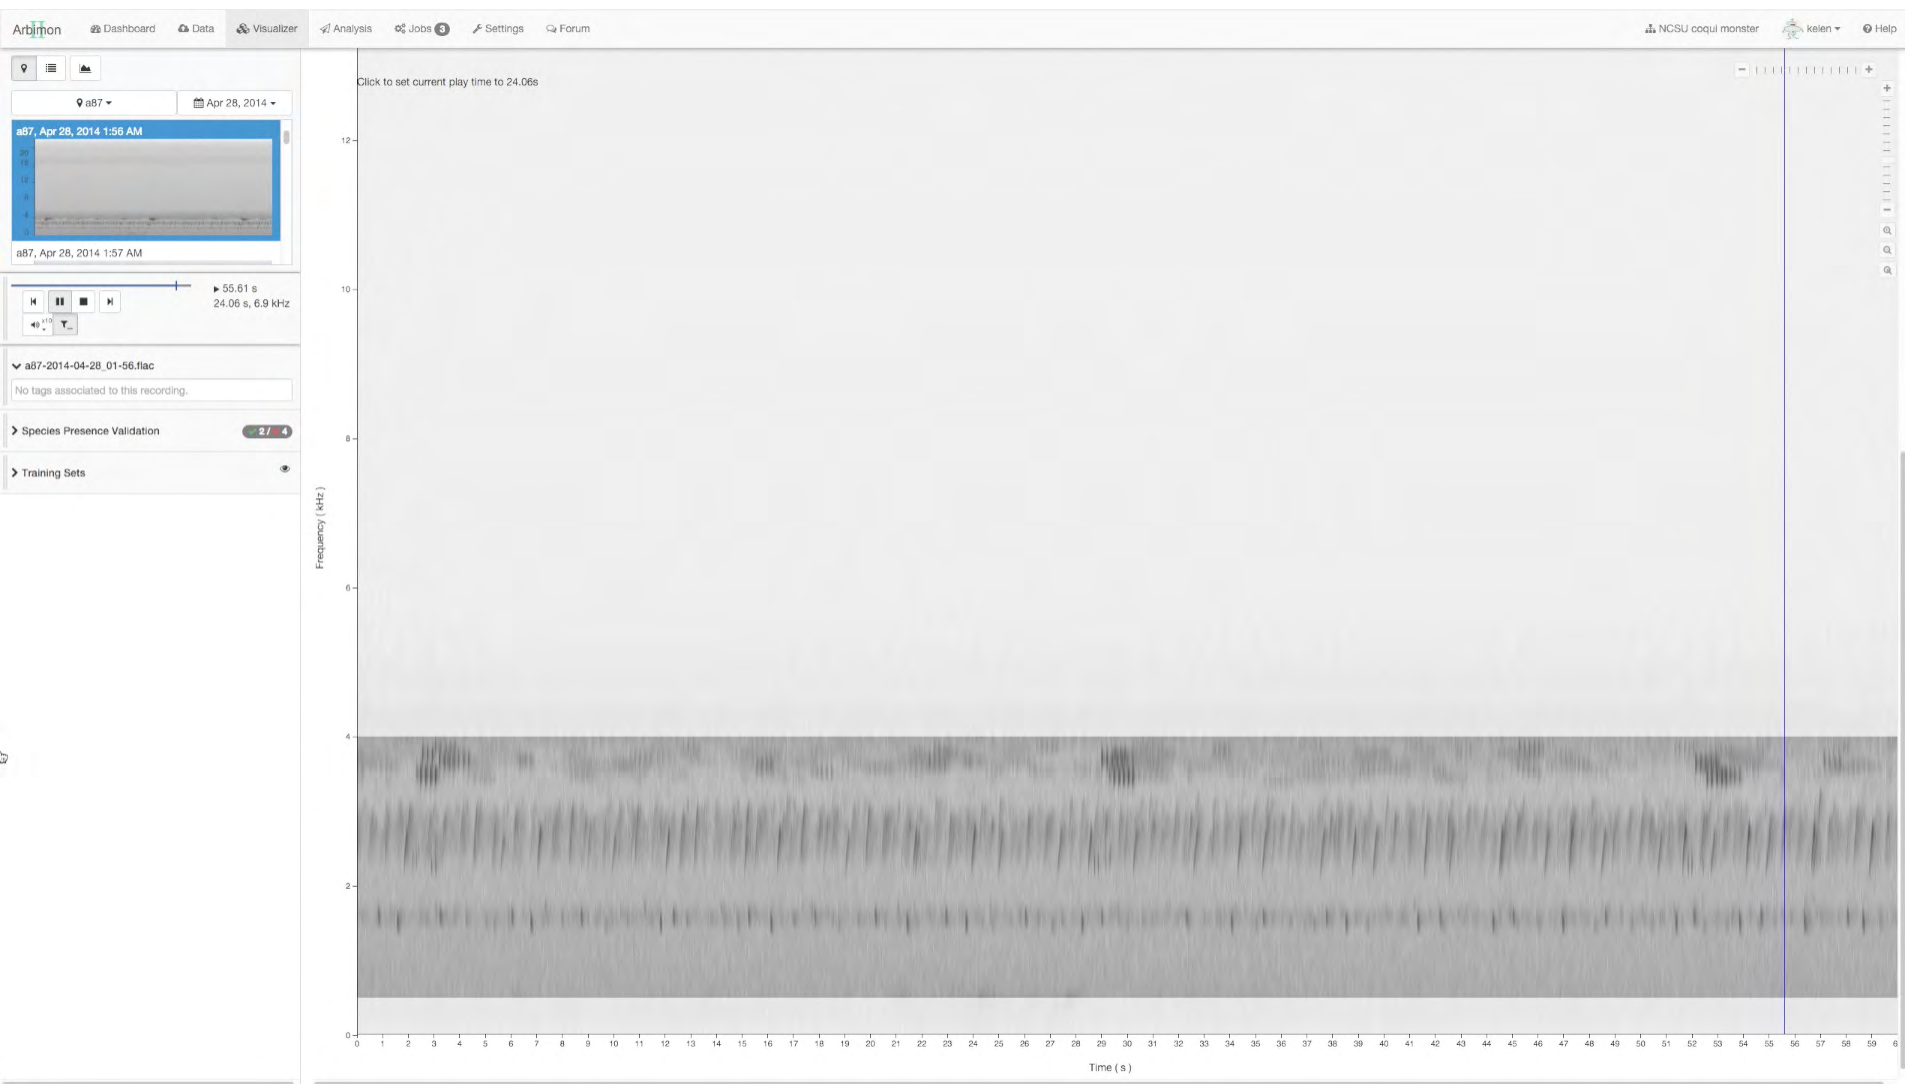 Arbimon II Dashboard Data Visualizer Analysis Jobs 3 Settings Forum NCSU coqui monster keien Help
a87 Apr 28, 2014
a87, Apr 28, 2014 1:56 AM
a87, Apr 28, 2014 1:57 AM
55.61 s
24.06 s, 6.9 kHz
x10
a87-2014-04-28_01-56.flac
No tags associated to this recording.
Species Presence Validation 2 / 4
Training Sets
Click to set current play time to 24.06s
Frequency ( kHz )
12
10
8
6
4
2
0
0 1 2 3 4 5 6 7 8 9 10 11 12 13 14 15 16 17 18 19 20 21 22 23 24 25 26 27 28 29 30 31 32 33 34 35 36 37 38 39 40 41 42 43 44 45 46 47 48 49 50 51 52 53 54 55 56 57 58 59 6
Time ( s )